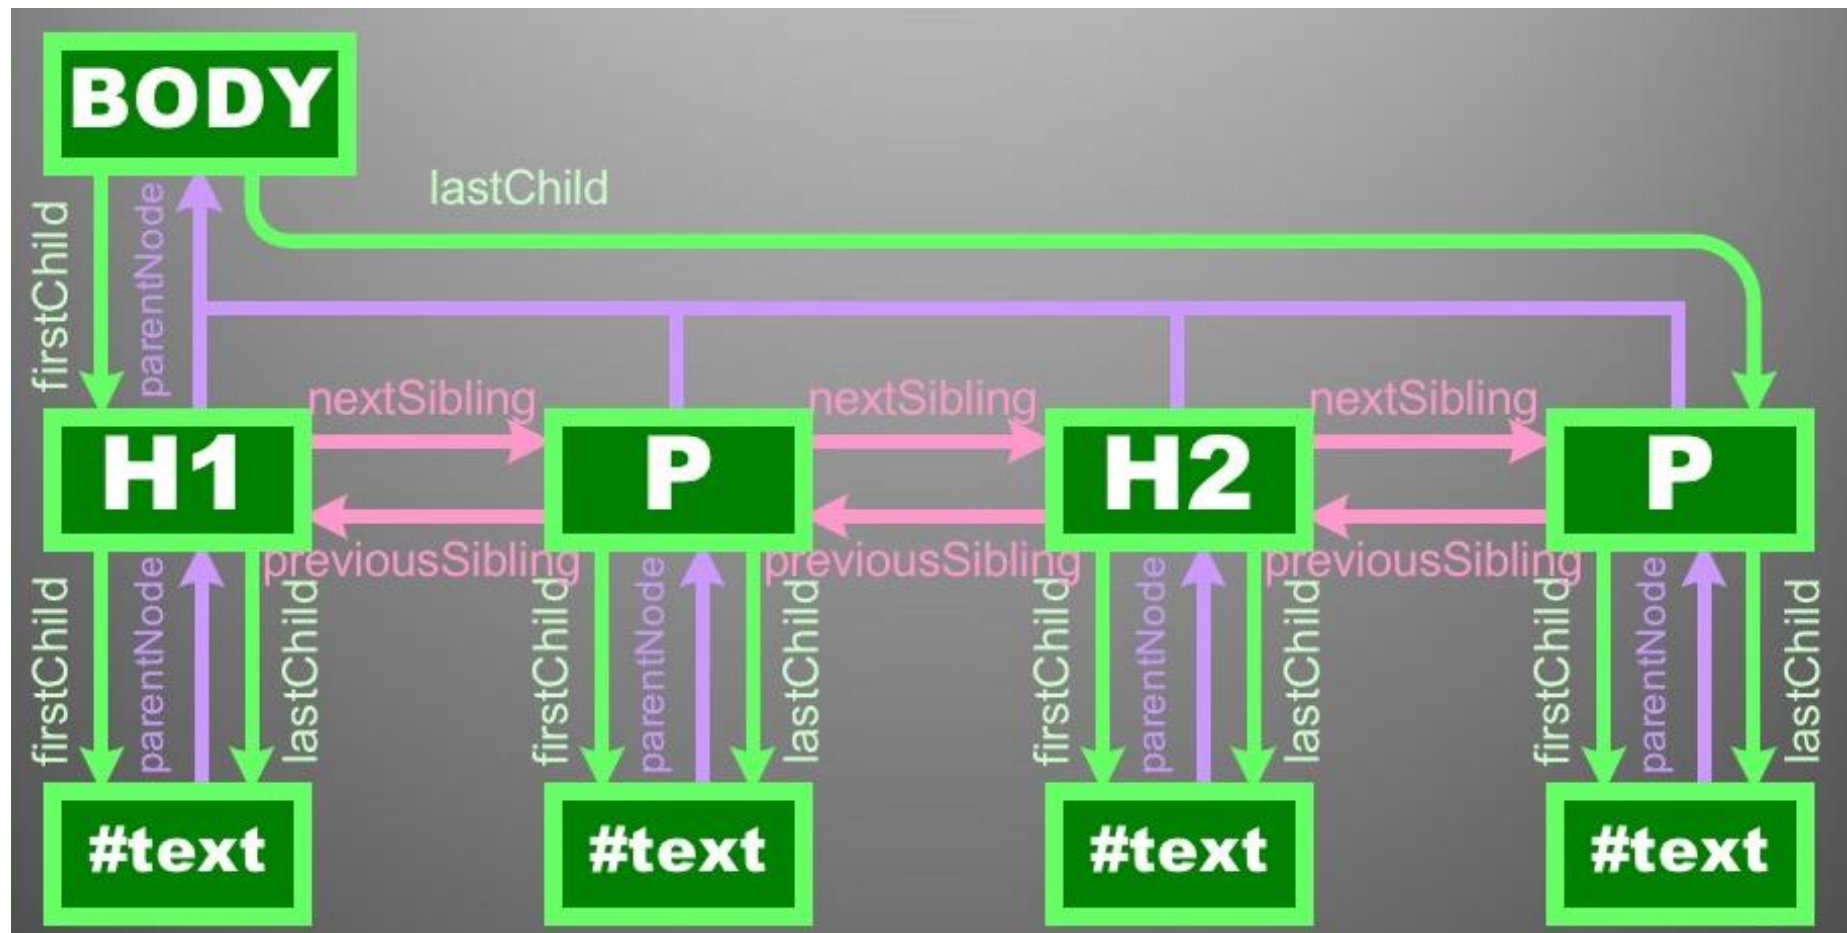 BODY
lastChild
firstChild
parentNode
nextSibling
nextSibling
nextSibling
H1
P
H2
P
previousSibling
previousSibling
previousSibling
firstChild
parentNode
lastChild
firstChild
parentNode
lastChild
firstChild
parentNode
lastChild
firstChild
parentNode
lastChild
#text
#text
#text
#text